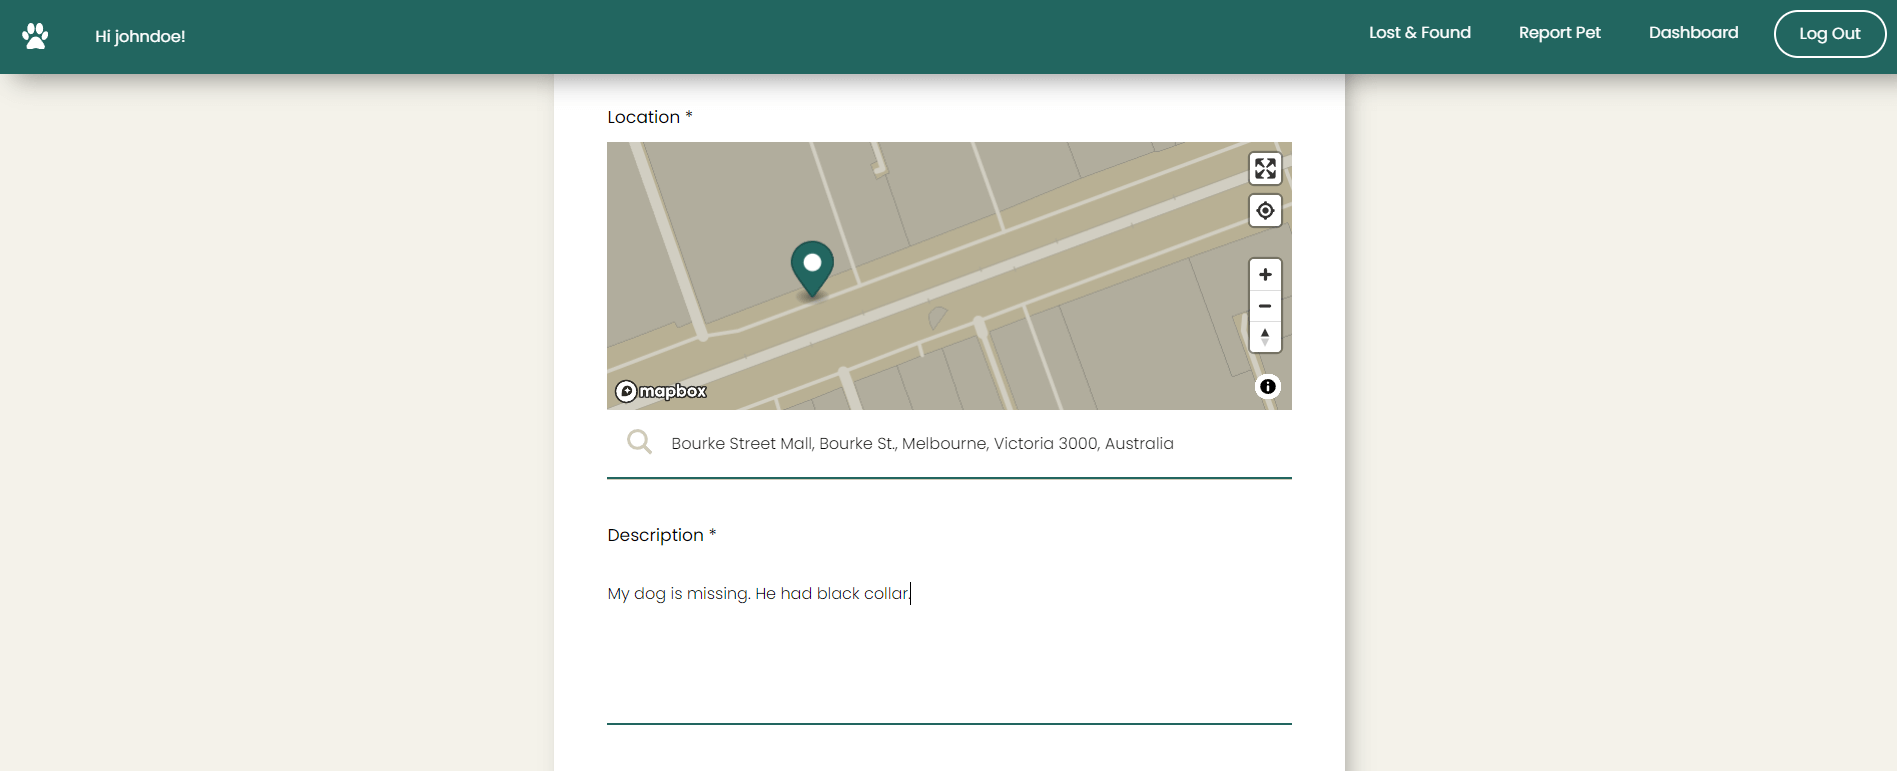 Hi johndoe!
Lost & Found
Report Pet
Dashboard
Log Out
Location *
mapbox
Bourke Street Mall, Bourke St., Melbourne, Victoria 3000, Australia
Description *
My dog is missing. He had black collar.